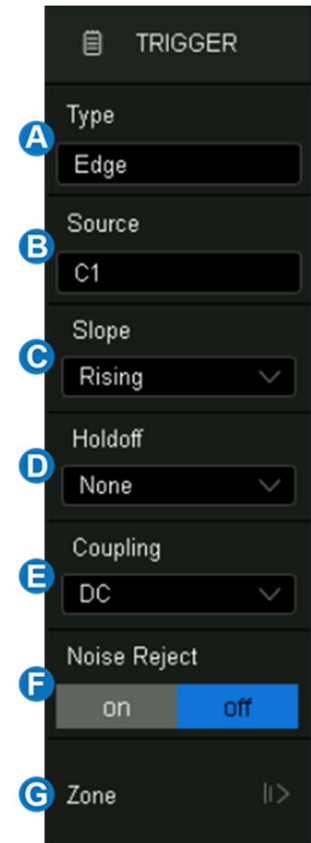 TRIGGER
Type
A
Edge
Source
B
C1
Slope
C
Rising
Holdoff
D
None
Coupling
E
DC
Noise Reject
F
on off
G Zone